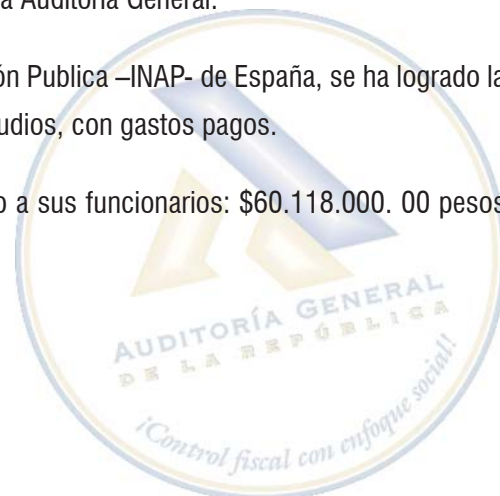 a Auditoría General.
ón Publica –INAP- de España, se ha logrado la
udios, con gastos pagos.
o a sus funcionarios: $60.118.000. 00 pesos
AUDITORÍA GENERAL
DE LA REPÚBLICA
¡Control fiscal con enfoque social!